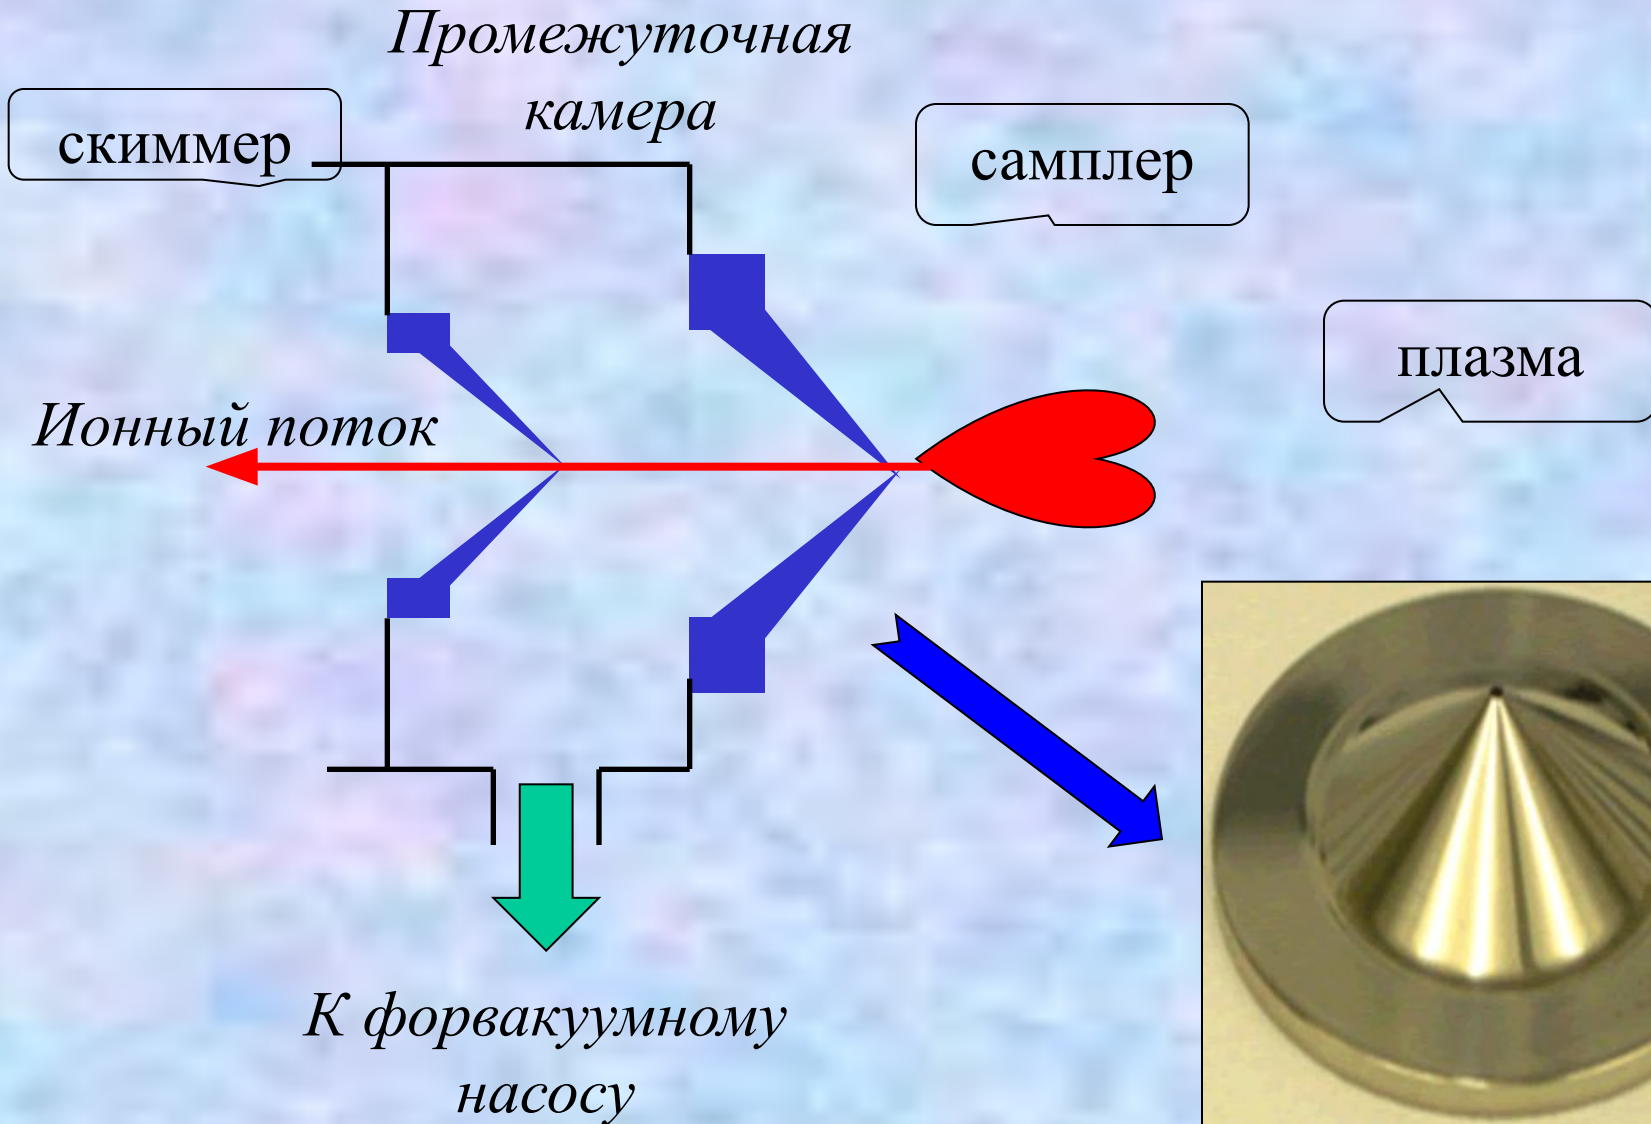 Промежуточная
камера
скиммер
самплер
плазма
Ионный поток
К форвакуумному
насосу